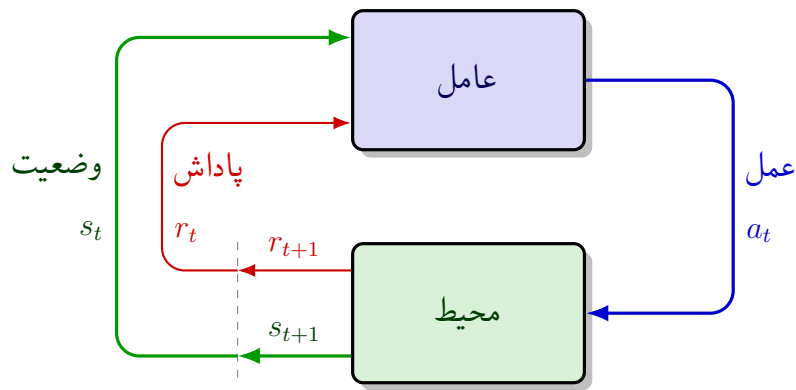 عامل
عمل
a_t
پاداش
r_t
وضعیت
s_t
r_{t+1}
محیط
s_{t+1}